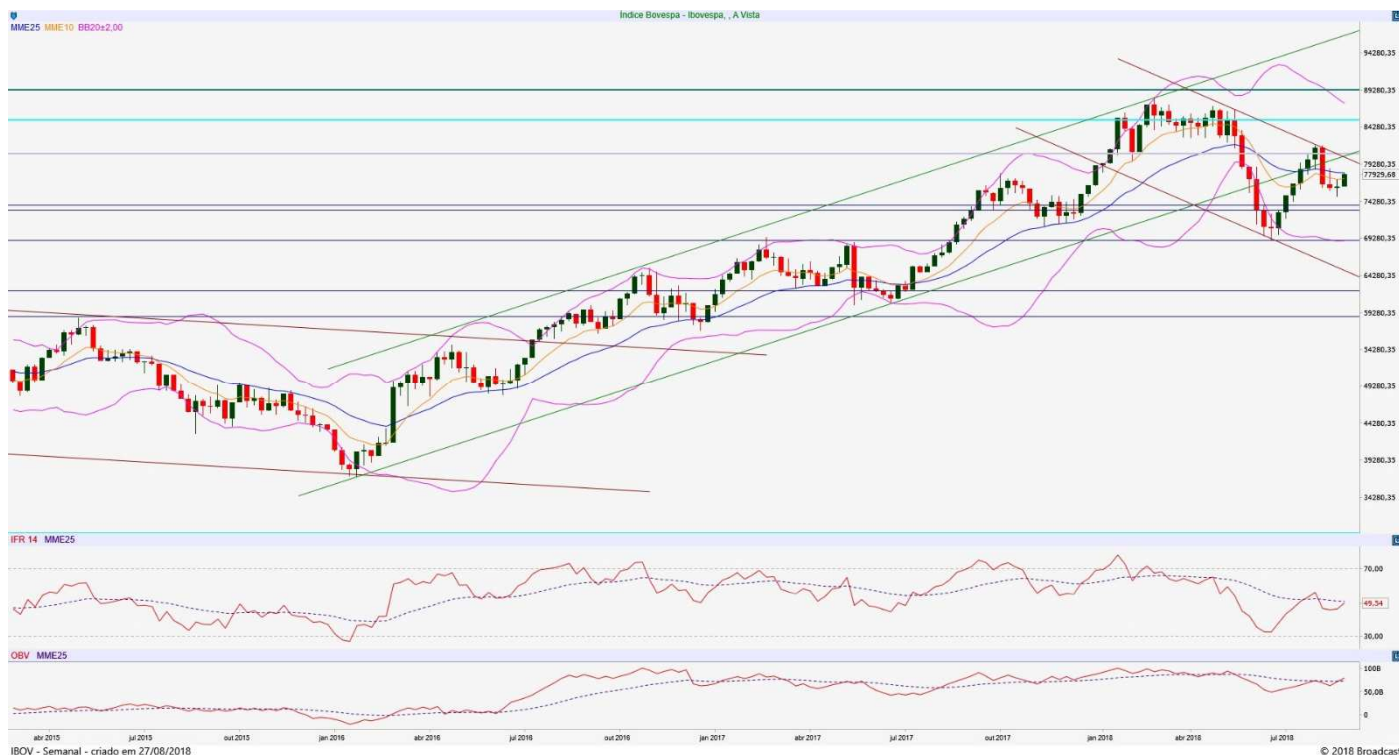 Índice Bovespa - Ibovespa, , A Vista
MME25 MME10 BB20±2,00
94280,35
89280,35
84280,35
79280,35
77929,68
74280,35
69280,35
64280,35
59280,35
54280,35
49280,35
44280,35
39280,35
34280,35
IFR 14 MME25
70,00
49,54
30,00
OBV MME25
100B
50,0B
0
abr 2015 jul 2015 out 2015 jan 2016 abr 2016 jul 2016 out 2016 jan 2017 abr 2017 jul 2017 out 2017 jan 2018 abr 2018 jul 2018
IBOV - Semanal - criado em 27/08/2018 © 2018 Broadcast